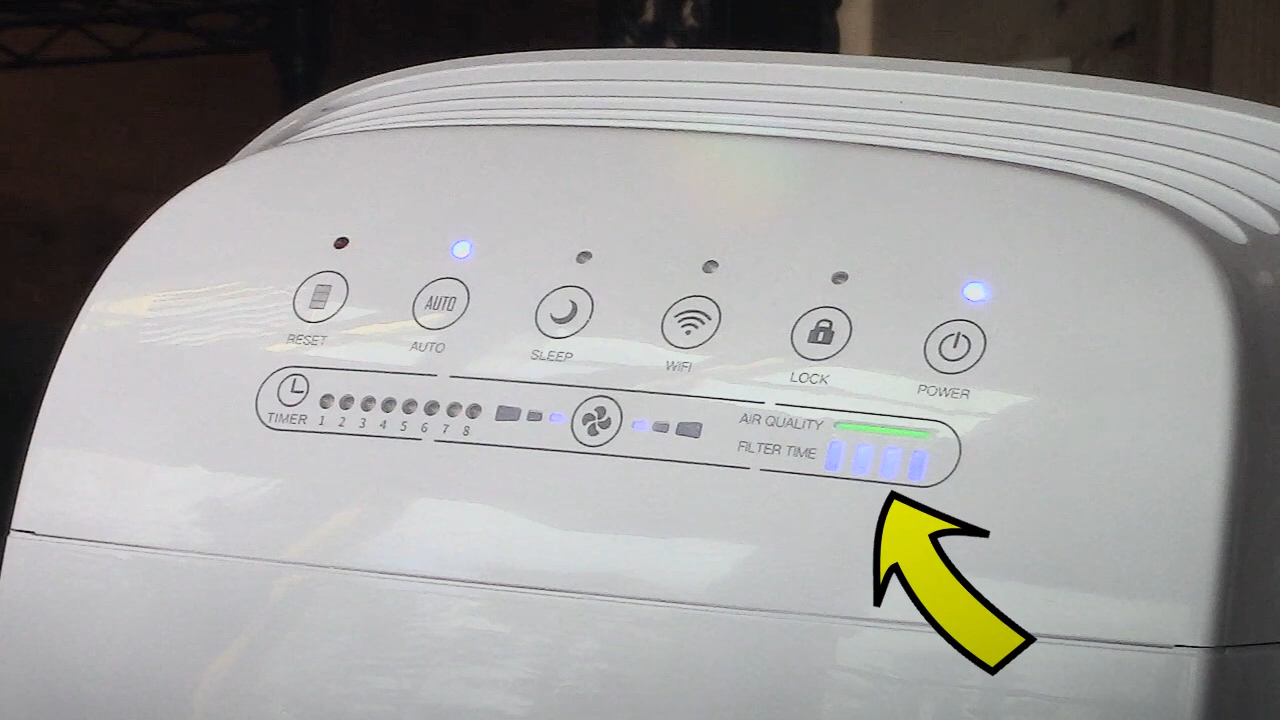 AUTO
RESET
AUTO
SLEEP
WiFi
LOCK
POWER
TIMER
1 2 3 4 5 6 7 8
AIR QUALITY
FILTER TIME